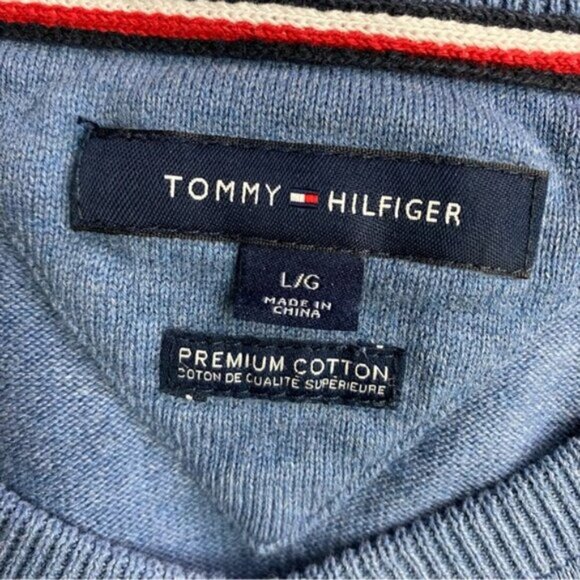 TOMMY HILFIGER
L/G
MADE IN
CHINA
PREMIUM COTTON
COTON DE QUALITÉ SUPÉRIEURE